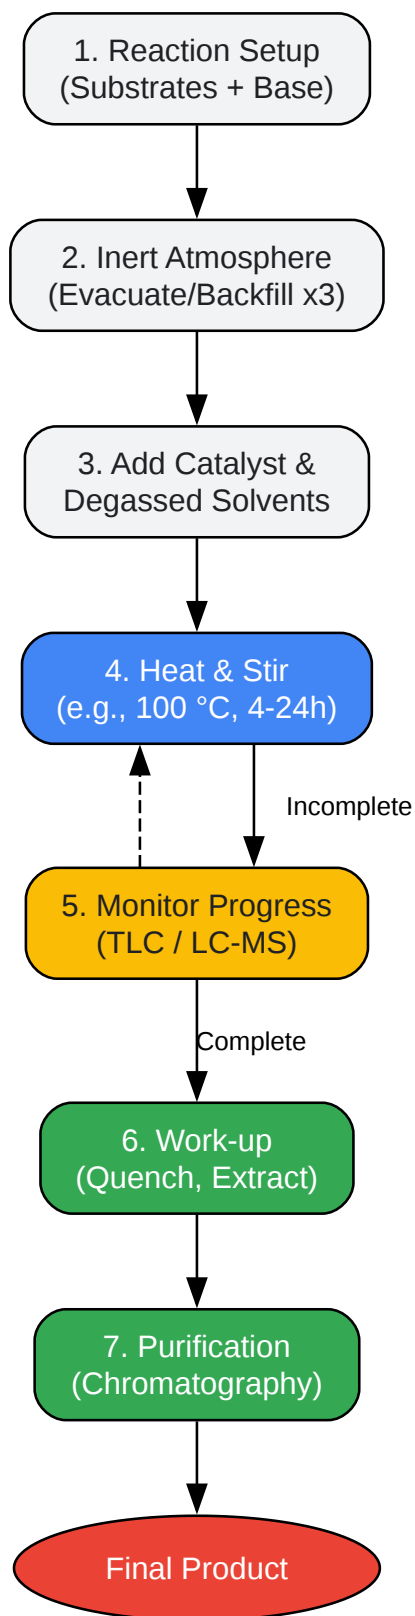 1. Reaction Setup
(Substrates + Base)
2. Inert Atmosphere
(Evacuate/Backfill x3)
3. Add Catalyst &
Degassed Solvents
4. Heat & Stir
(e.g., 100 °C, 4-24h)
Incomplete
5. Monitor Progress
(TLC / LC-MS)
Complete
6. Work-up
(Quench, Extract)
7. Purification
(Chromatography)
Final Product